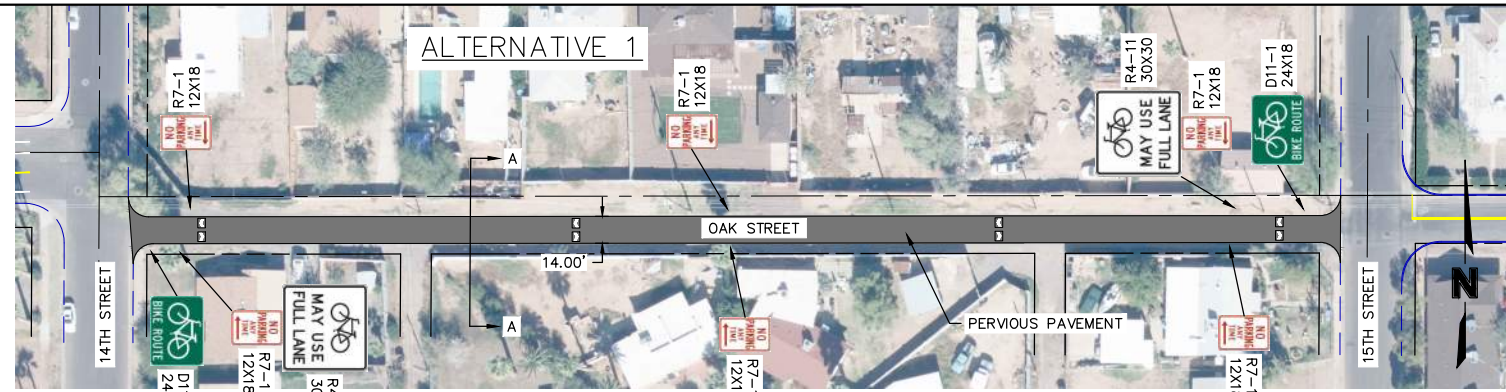 ALTERNATIVE 1
R7-1
12X18
NO
PARKING
ANY
TIME
R7-1
12X18
NO
PARKING
ANY
TIME
R4-11
30X30
MAY USE
FULL LANE
R7-1
12X18
NO
PARKING
ANY
TIME
D11-1
24X18
BIKE ROUTE
A
OAK STREET
14.00'
14TH STREET
15TH STREET
N
PERVIOUS PAVEMENT
A
BIKE ROUTE
NO
PARKING
ANY
TIME
R7-1
12X18
MAY USE
FULL LANE
NO
PARKING
ANY
TIME
NO
PARKING
ANY
TIME